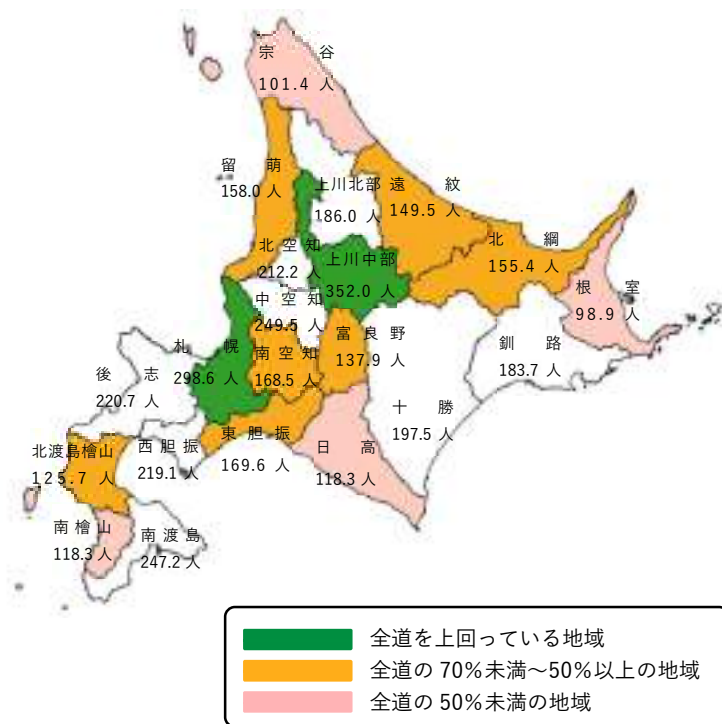 宗谷
101.4 人
留萌
158.0 人
上川北部
186.0 人
遠紋
149.5 人
北網
155.4 人
北空知
212.2 人
上川中部
352.0 人
根室
98.9 人
中空知
249.5 人
富良野
137.9 人
釧路
183.7 人
札幌
298.6 人
南空知
168.5 人
後志
220.7 人
十勝
197.5 人
北渡島檜山
125.7 人
西胆振
219.1 人
東胆振
169.6 人
日高
118.3 人
南檜山
118.3 人
南渡島
247.2 人
全道を上回っている地域
全道の 70%未満～50%以上の地域
全道の 50%未満の地域